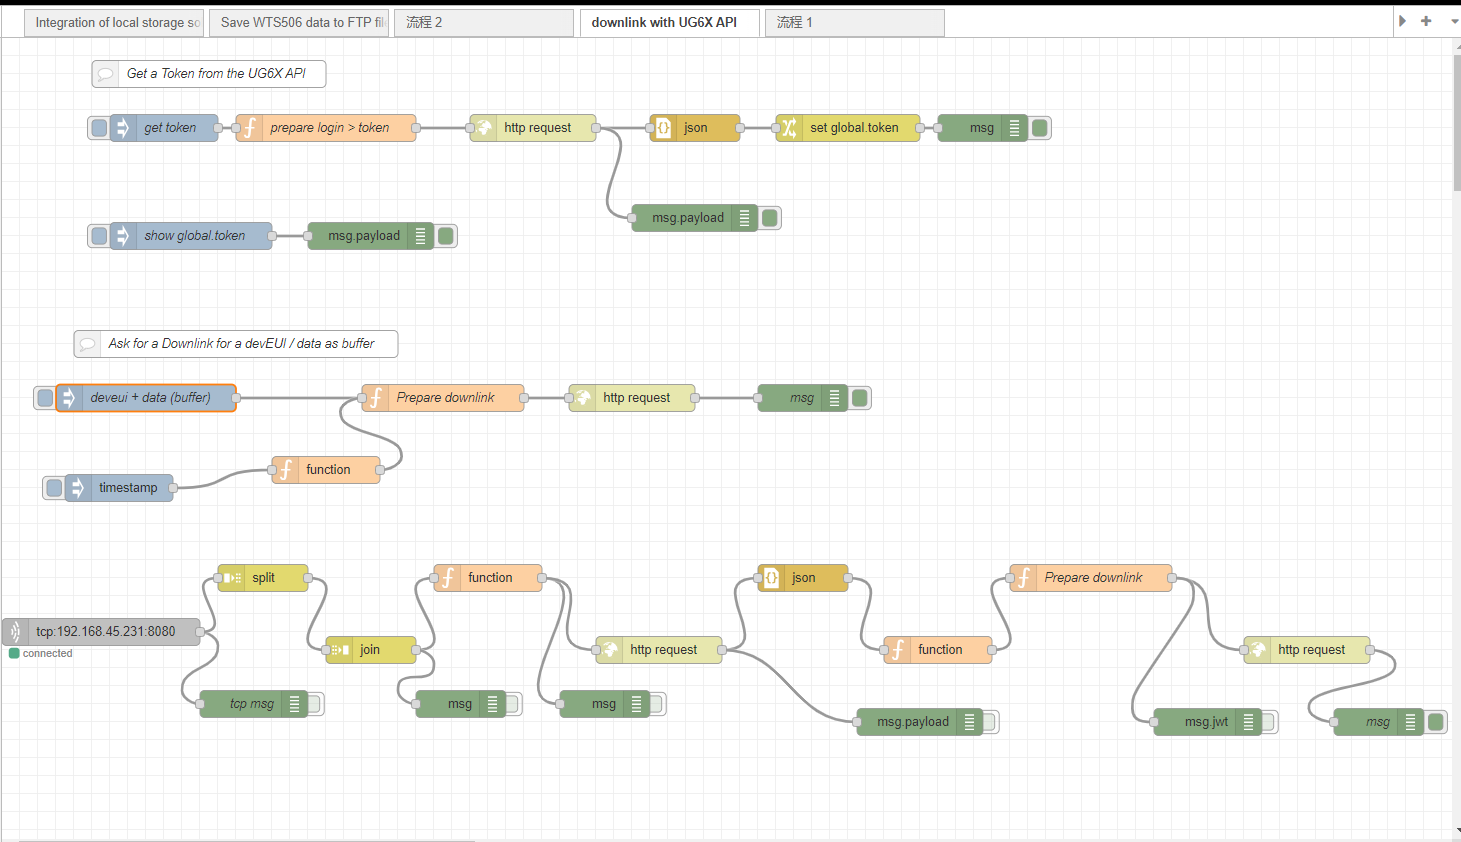 Integration of local storage so
Save WTS506 data to FTP fil
流程 2
downlink with UG6X API
流程 1
Get a Token from the UG6X API
get token
prepare login > token
http request
json
set global.token
msg
msg.payload
show global.token
msg.payload
Ask for a Downlink for a devEUI / data as buffer
deveui + data (buffer)
Prepare downlink
http request
msg
function
timestamp
split
function
json
Prepare downlink
tcp:192.168.45.231:8080
connected
join
http request
function
http request
tcp msg
msg
msg
msg.payload
msg.jwt
msg